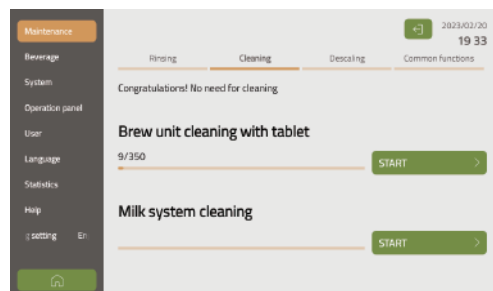 Maintenance
Beverage
System
Operation panel
User
Language
Statistics
Help
g setting En
2023/02/20
19 33
Rinsing Cleaning Descaling Common functions
Congratulations! No need for cleaning
Brew unit cleaning with tablet
9/350
START
Milk system cleaning
START